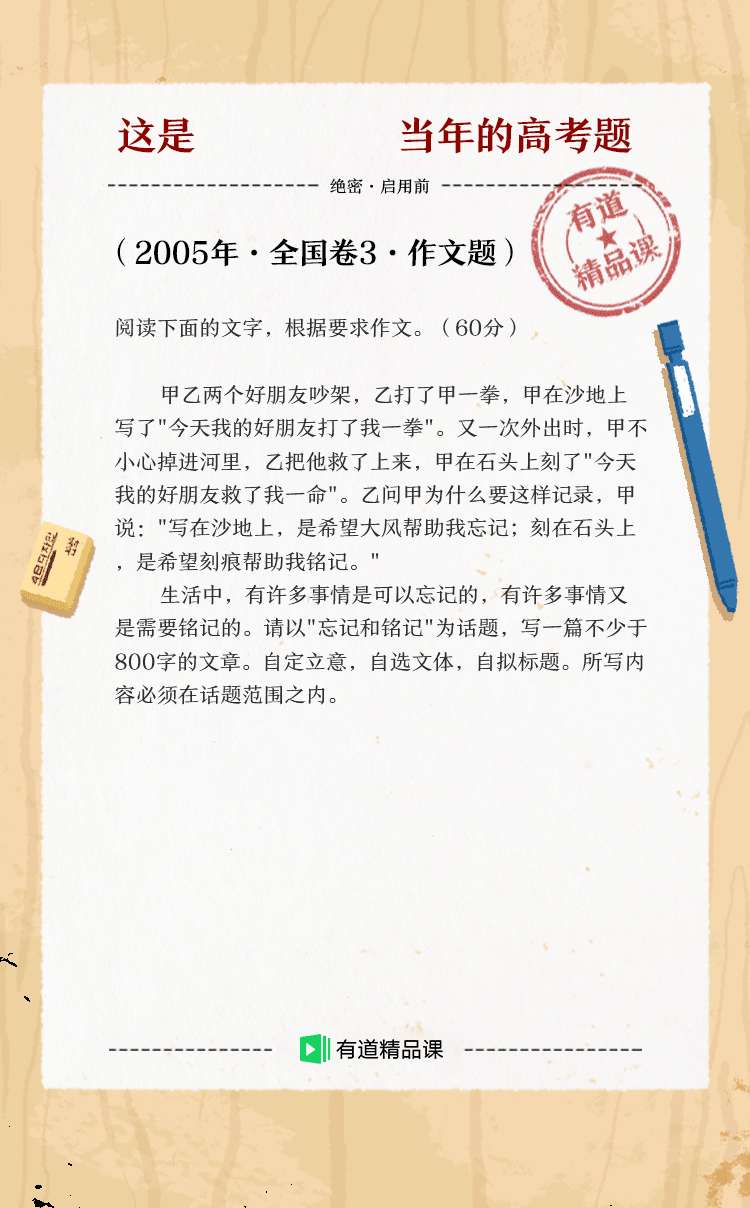 这是 当年的高考题
绝密·启用前
有道
精品课
（2005年·全国卷3·作文题）
阅读下面的文字，根据要求作文。（60分）
甲乙两个好朋友吵架，乙打了甲一拳，甲在沙地上
写了"今天我的好朋友打了我一拳"。又一次外出时，甲不
小心掉进河里，乙把他救了上来，甲在石头上刻了"今天
我的好朋友救了我一命"。乙问甲为什么要这样记录，甲
说："写在沙地上，是希望大风帮助我忘记；刻在石头上
，是希望刻痕帮助我铭记。"
生活中，有许多事情是可以忘记的，有许多事情又
是需要铭记的。请以"忘记和铭记"为话题，写一篇不少于
800字的文章。自定立意，自选文体，自拟标题。所写内
容必须在话题范围之内。
有道精品课